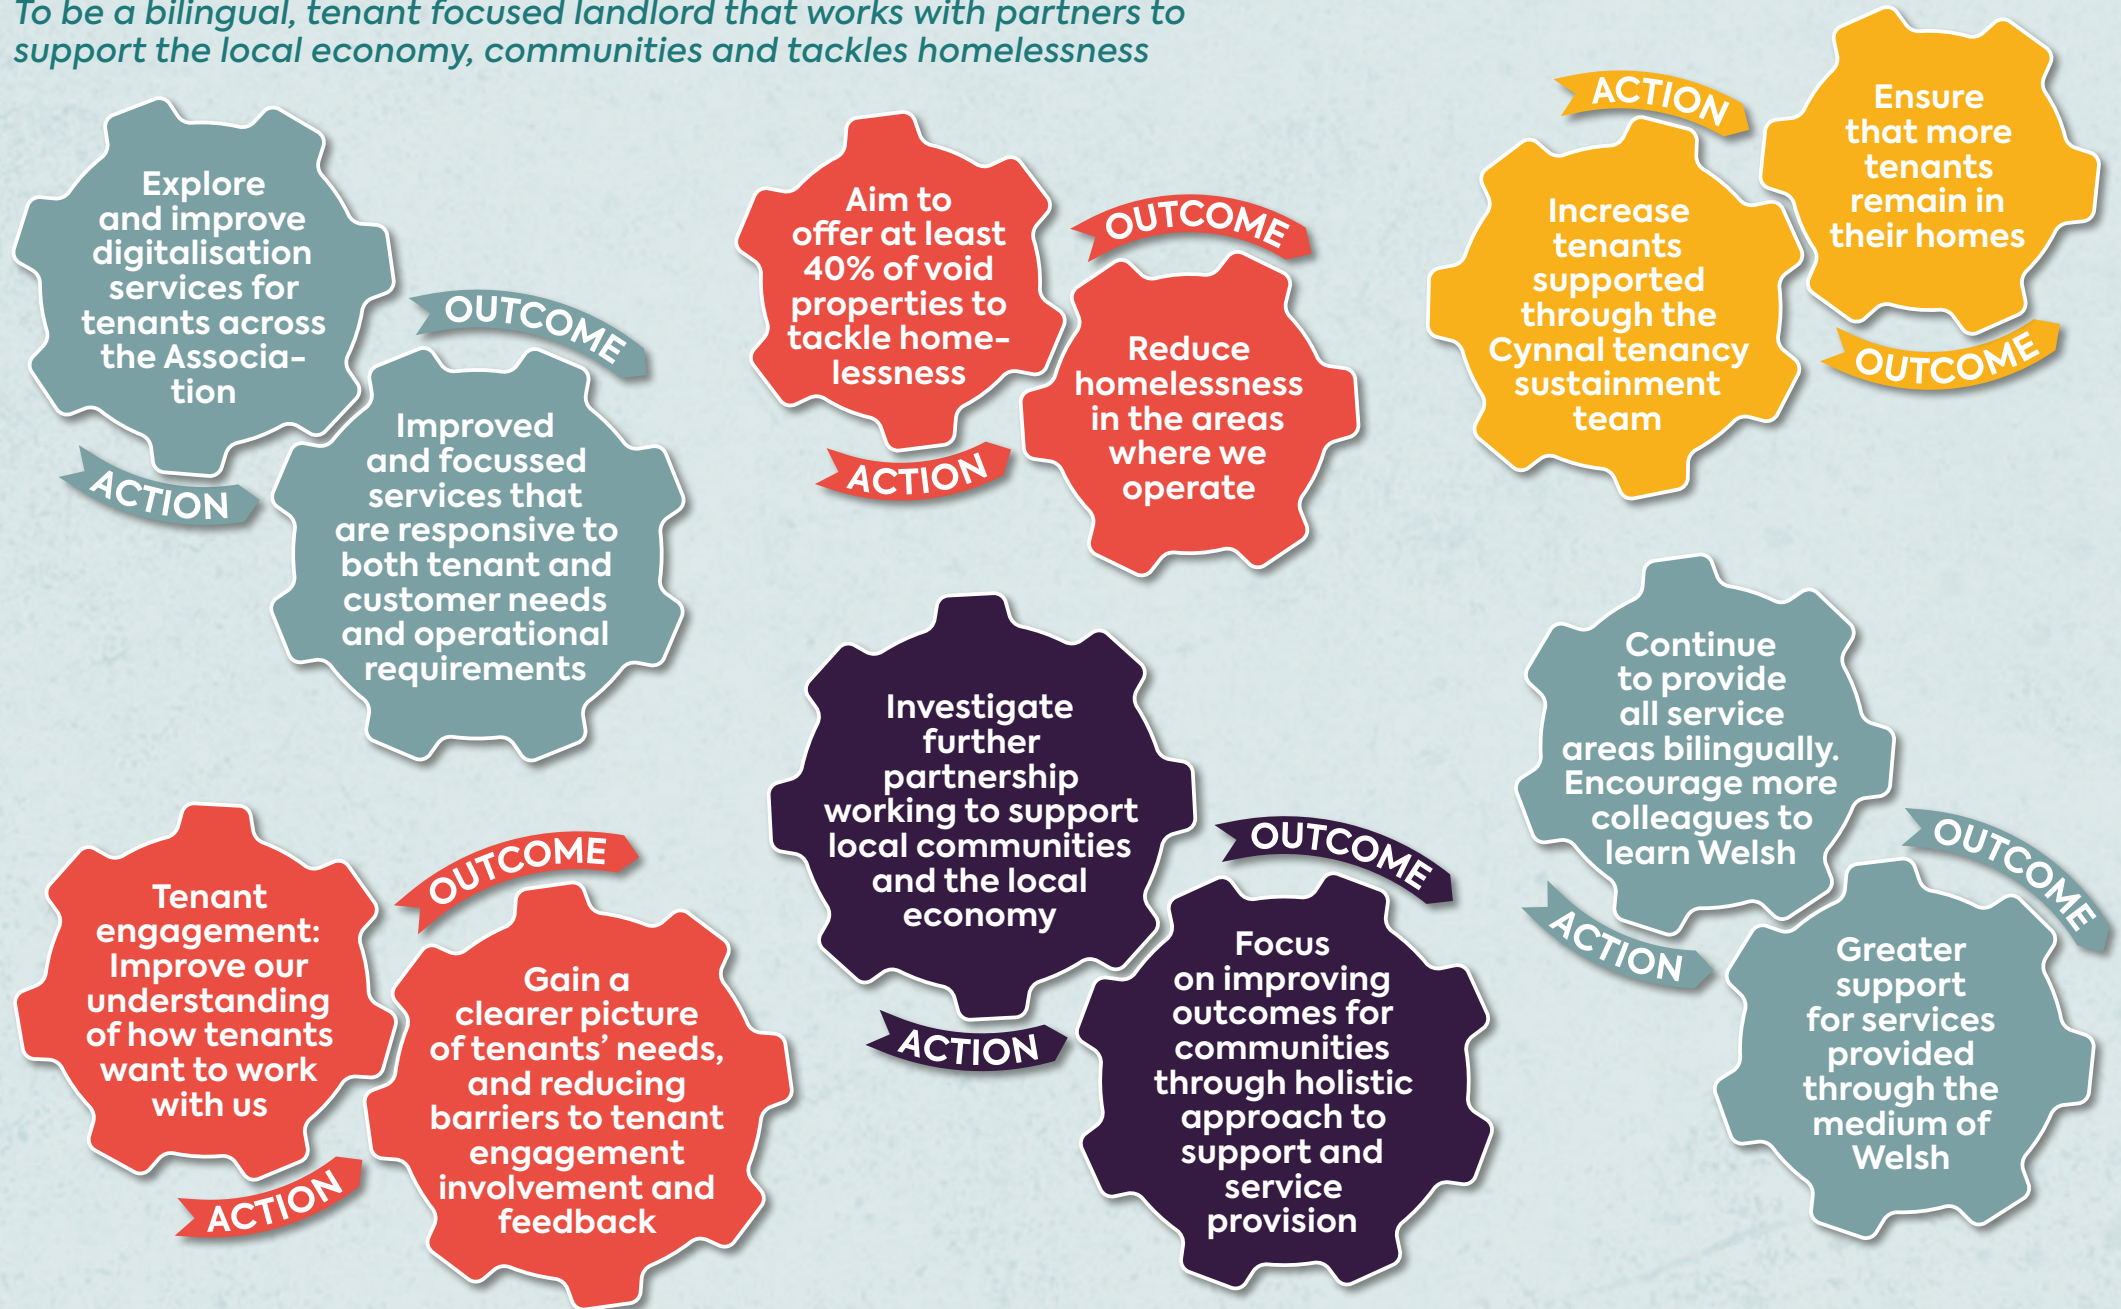 To be a bilingual, tenant focused landlord that works with partners to
support the local economy, communities and tackles homelessness
Explore
and improve
digitalisation
services for
tenants across
the Associa-
tion
ACTION
OUTCOME
Improved
and focussed
services that
are responsive to
both tenant and
customer needs
and operational
requirements
Aim to
offer at least
40% of void
properties to
tackle home-
lessness
ACTION
OUTCOME
Reduce
homelessness
in the areas
where we
operate
ACTION
Increase
tenants
supported
through the
Cynnal tenancy
sustainment
team
Ensure
that more
tenants
remain in
their homes
OUTCOME
Tenant
engagement:
Improve our
understanding
of how tenants
want to work
with us
ACTION
OUTCOME
Gain a
clearer picture
of tenants’ needs,
and reducing
barriers to tenant
engagement
involvement and
feedback
Investigate
further
partnership
working to support
local communities
and the local
economy
ACTION
OUTCOME
Focus
on improving
outcomes for
communities
through holistic
approach to
support and
service
provision
Continue
to provide
all service
areas bilingually.
Encourage more
colleagues to
learn Welsh
ACTION
OUTCOME
Greater
support
for services
provided
through the
medium of
Welsh